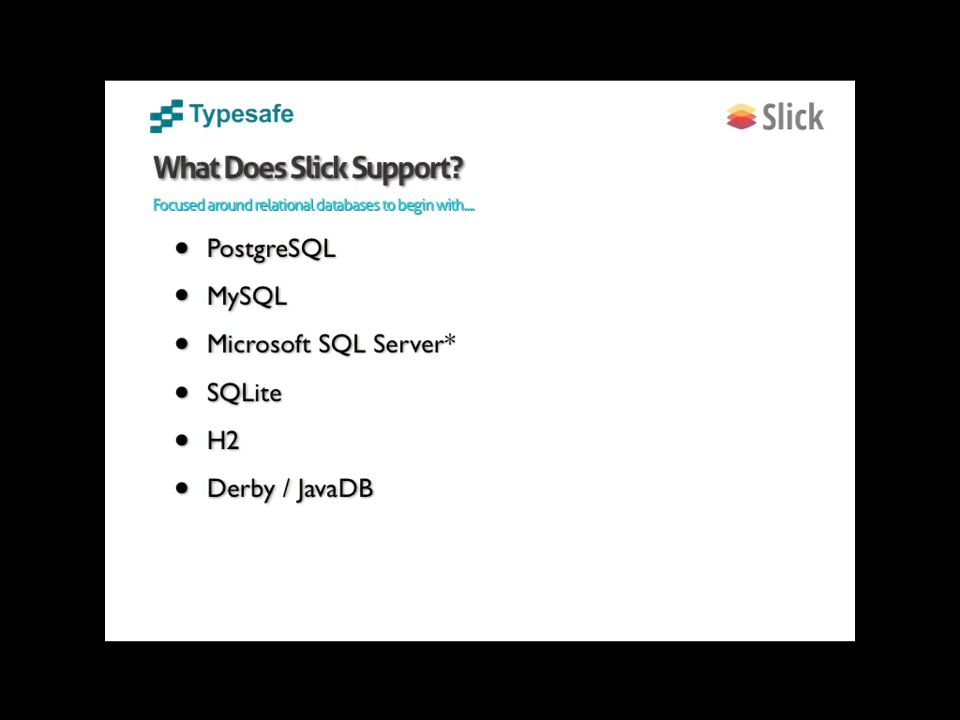 Typesafe
Slick
What Does Slick Support?
Focused around relational databases to begin with....
• PostgreSQL
• MySQL
• Microsoft SQL Server*
• SQLite
• H2
• Derby / JavaDB